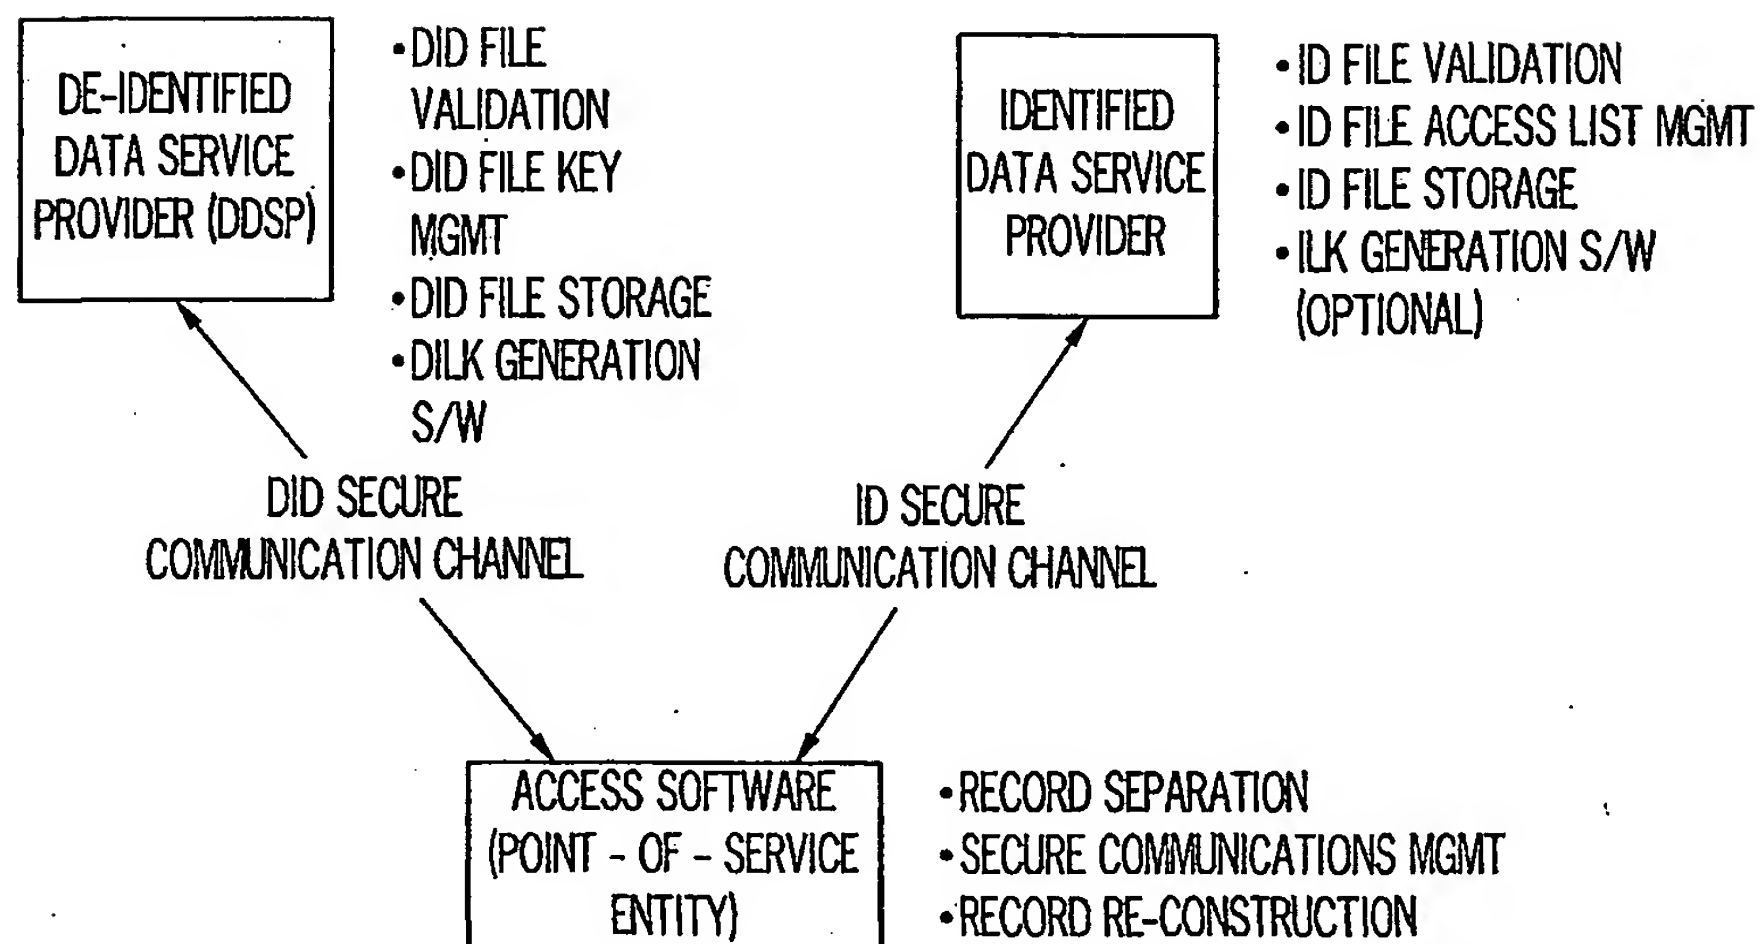 DE-IDENTIFIED
DATA SERVICE
PROVIDER (DDSP)
•DID FILE
VALIDATION
•DID FILE KEY
MGMT
•DID FILE STORAGE
•DILK GENERATION
S/W
IDENTIFIED
DATA SERVICE
PROVIDER
•ID FILE VALIDATION
•ID FILE ACCESS LIST MGMT
•ID FILE STORAGE
•ILK GENERATION S/W
(OPTIONAL)
DID SECURE
COMMUNICATION CHANNEL
ID SECURE
COMMUNICATION CHANNEL
ACCESS SOFTWARE
(POINT - OF - SERVICE
ENTITY)
•RECORD SEPARATION
•SECURE COMMUNICATIONS MGMT
•RECORD RE-CONSTRUCTION